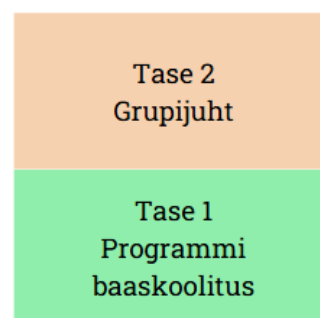 Tase 2
Grupijuht
Tase 1
Programmi
baaskoolitus